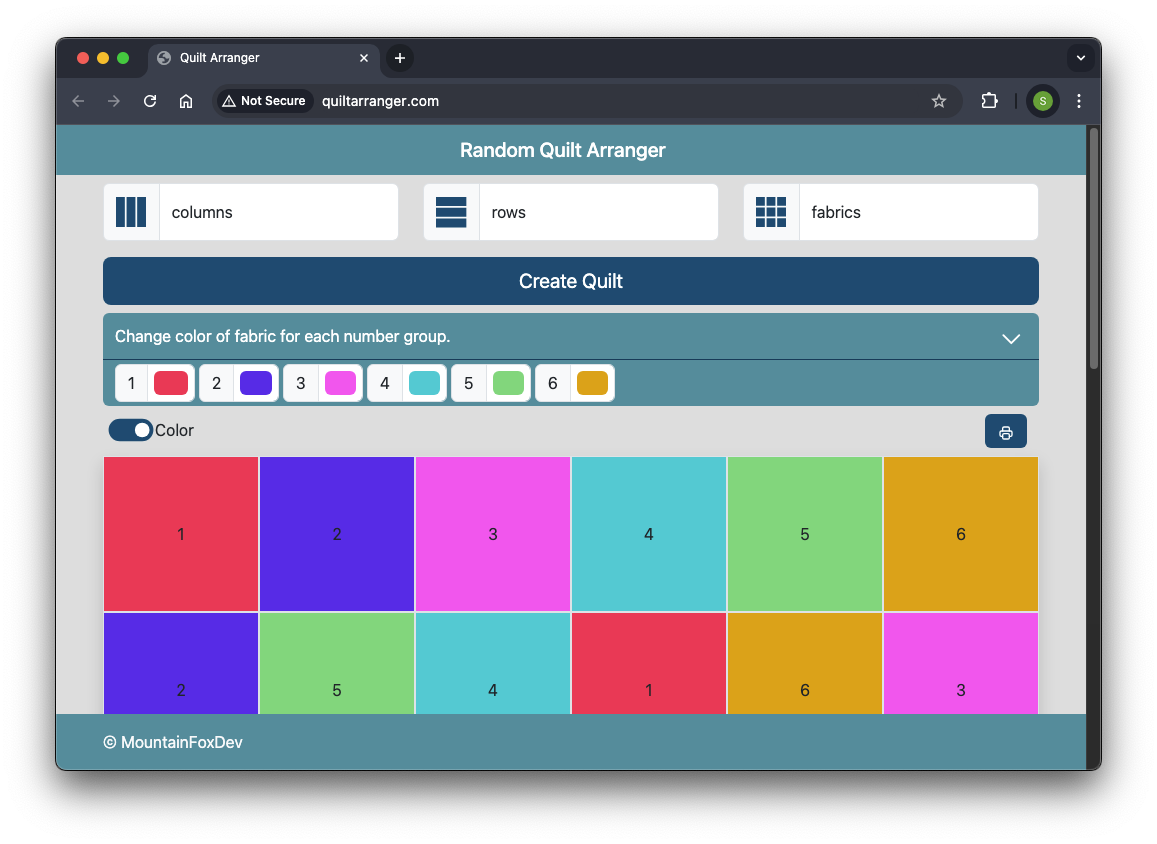 Quilt Arranger
Not Secure quiltarranger.com S
Random Quilt Arranger
columns rows fabrics
Create Quilt
Change color of fabric for each number group.
1 2 3 4 5 6
Color
1 2 3 4 5 6
2 5 4 1 6 3
© MountainFoxDev